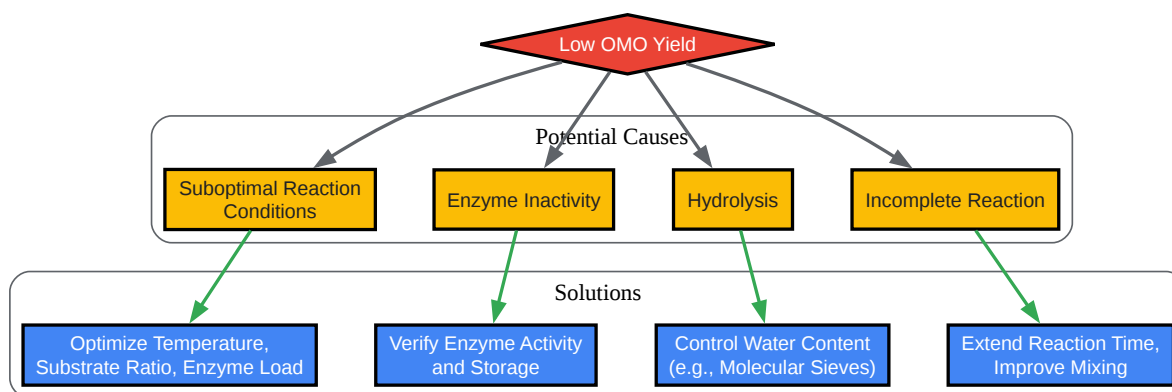 Low OMO Yield
Potential Causes
Suboptimal Reaction
Conditions
Enzyme Inactivity
Hydrolysis
Incomplete Reaction
Solutions
Optimize Temperature,
Substrate Ratio, Enzyme Load
Verify Enzyme Activity
and Storage
Control Water Content
(e.g., Molecular Sieves)
Extend Reaction Time,
Improve Mixing